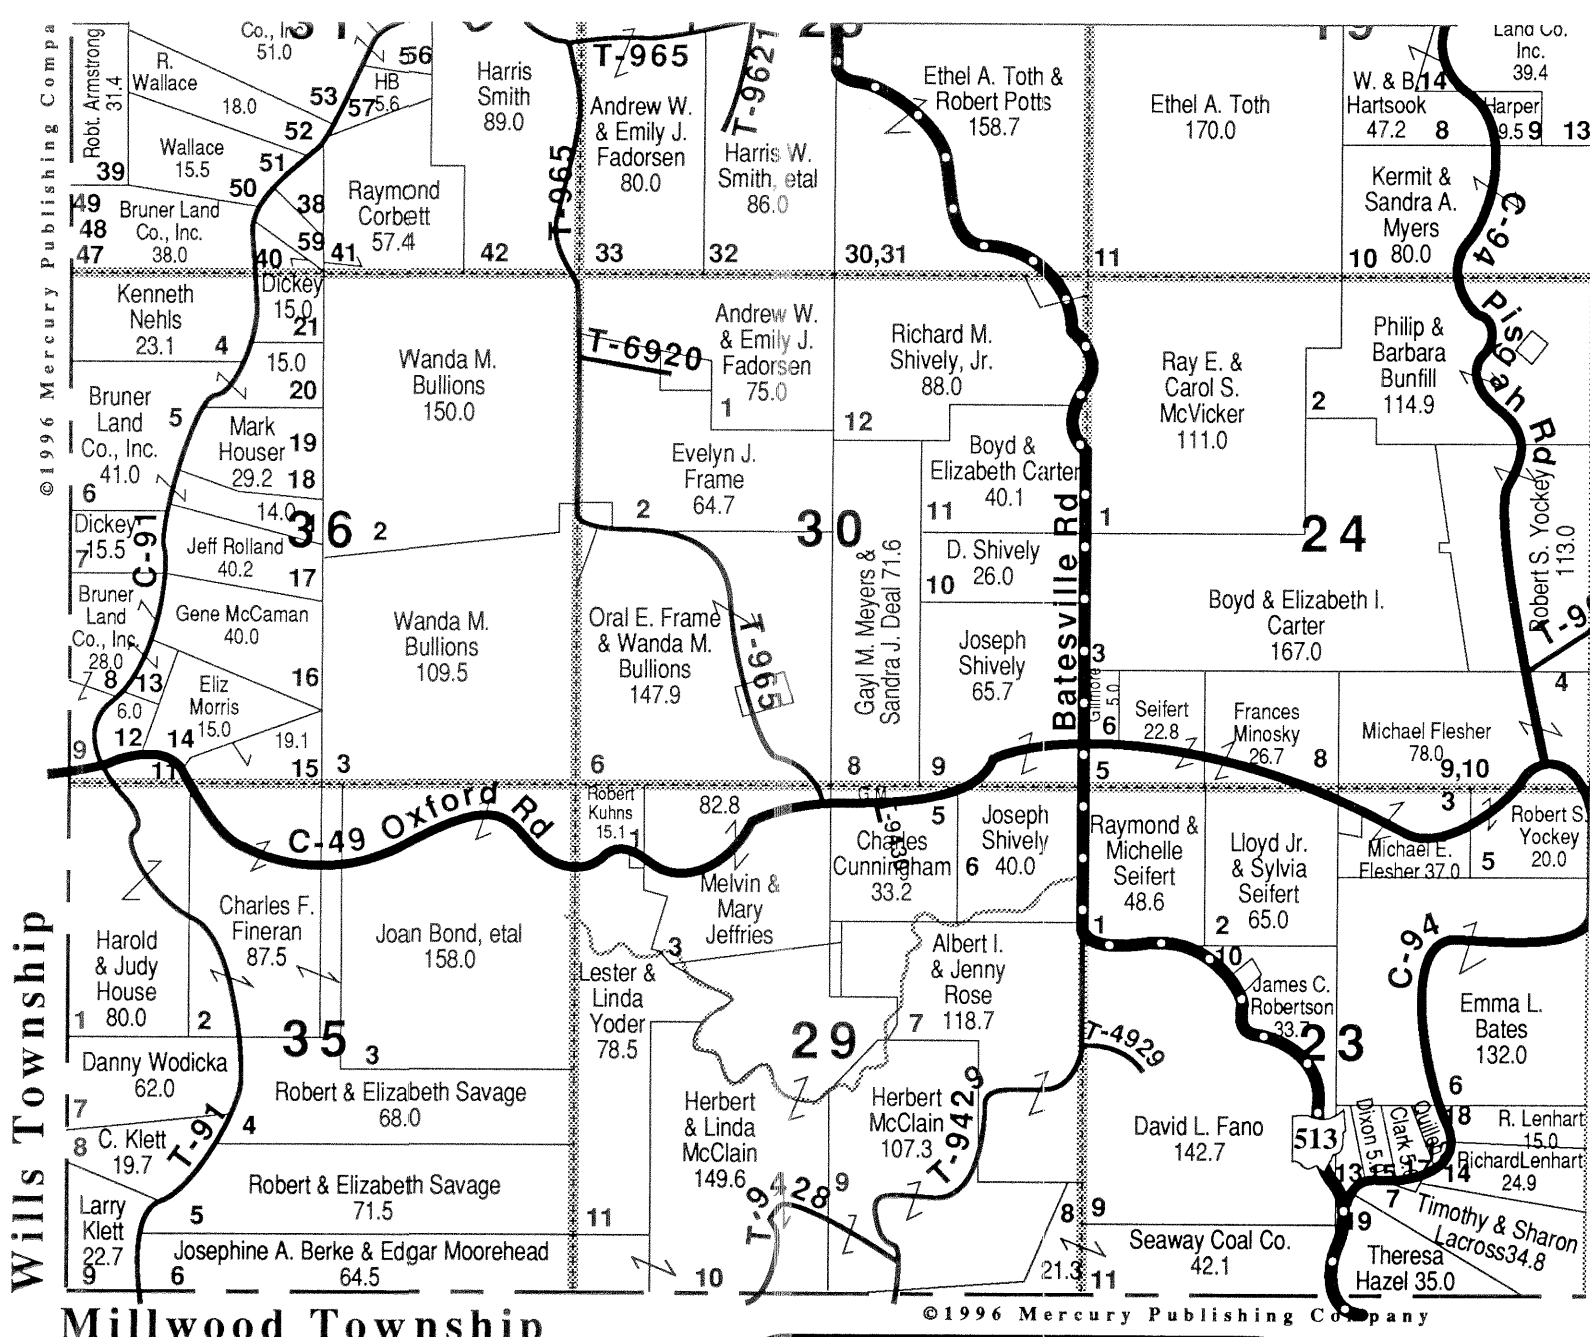 ©1996 Mercury Publishing Compa
Robt. Armstrong
31.4
39
R.
Wallace
18.0
Co., In
51.0
53
52
Wallace
15.5
51
50
49
48
47
Bruner Land
Co., Inc.
38.0
56
HB
5.6
57
38
59
40
41
Raymond
Corbett
57.4
Harris
Smith
89.0
42
T-965
T-965
Andrew W.
& Emily J.
Fadorsen
80.0
33
T-9621
Harris W.
Smith, etal
86.0
32
Ethel A. Toth &
Robert Potts
158.7
30,31
Ethel A. Toth
170.0
11
W. & B.
Hartsook
47.2
14
8
Land Co.
Inc.
39.4
Harper
9.5
9
13
Kermit &
Sandra A.
Myers
80.0
10
C-94
Pisgah Rd
Kenneth
Nehls
23.1
4
Dickey
15.0
21
15.0
20
Bruner
Land
Co., Inc.
41.0
5
6
Mark
Houser
29.2
19
18
14.0
Wanda M.
Bullions
150.0
36
2
T-6920
Andrew W.
& Emily J.
Fadorsen
75.0
1
Evelyn J.
Frame
64.7
2
Richard M.
Shively, Jr.
88.0
12
30
Boyd &
Elizabeth Carter
40.1
11
Ray E. &
Carol S.
McVicker
111.0
1
2
Philip &
Barbara
Bunfill
114.9
24
Dickey
15.5
7
C-91
Jeff Rolland
40.2
17
Bruner
Land
Co., Inc.
28.0
8
13
Gene McCaman
40.0
16
Eliz
Morris
15.0
6.0
12
14
11
19.1
15
9
Wanda M.
Bullions
109.5
3
Oral E. Frame
& Wanda M.
Bullions
147.9
6
T-965
Gayl M. Meyers &
Sandra J. Deal 71.6
8
D. Shively
26.0
10
Joseph
Shively
65.7
9
Batesville Rd
Boyd & Elizabeth I.
Carter
167.0
3
Robert S. Yockey
113.0
4
Gilmore
5.0
6
Seifert
22.8
5
Frances
Minosky
26.7
8
Michael Flesher
78.0
9,10
C-49 Oxford Rd
Robert
Kuhns
15.1
1
82.8
Melvin &
Mary
Jeffries
3
5
Charles
Cunningham
33.2
Joseph
Shively
40.0
6
Raymond &
Michelle
Seifert
48.6
1
Lloyd Jr.
& Sylvia
Seifert
65.0
2
Michael E.
Flesher 37.0
3
5
Robert S.
Yockey
20.0
Wills Township
Harold
& Judy
House
80.0
1
Charles F.
Fineran
87.5
2
35
Joan Bond, etal
158.0
3
Lester &
Linda
Yoder
78.5
11
29
Albert I.
& Jenny
Rose
118.7
7
T-4929
10
James C.
Robertson
33.7
23
C-94
Emma L.
Bates
132.0
6
Danny Wodicka
62.0
7
Robert & Elizabeth Savage
68.0
4
C. Klett
19.7
8
T-91
Robert & Elizabeth Savage
71.5
5
Larry
Klett
22.7
9
Josephine A. Berke & Edgar Moorehead
64.5
6
Herbert
& Linda
McClain
149.6
10
T-9428
Herbert
McClain
107.3
9
T-9429
8
21.3
David L. Fano
142.7
9
Seaway Coal Co.
42.1
11
513
Dixon 5.0
Clark 5.
13
15
17
18
14
7
19
R. Lenhart
15.0
Richard Lenhart
24.9
Timothy & Sharon
Lacross 34.8
Theresa
Hazel 35.0
©1996 Mercury Publishing Company
Millwood Township